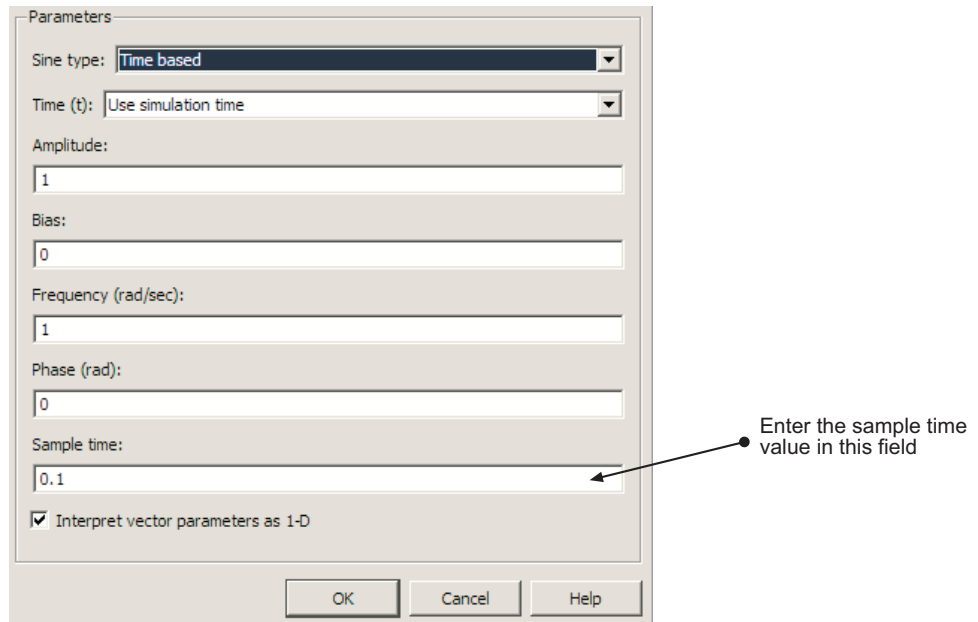 Parameters
Sine type: Time based
Time (t): Use simulation time
Amplitude:
1
Bias:
0
Frequency (rad/sec):
1
Phase (rad):
0
Sample time:
0.1
Interpret vector parameters as 1-D
Enter the sample time
value in this field
OK Cancel Help